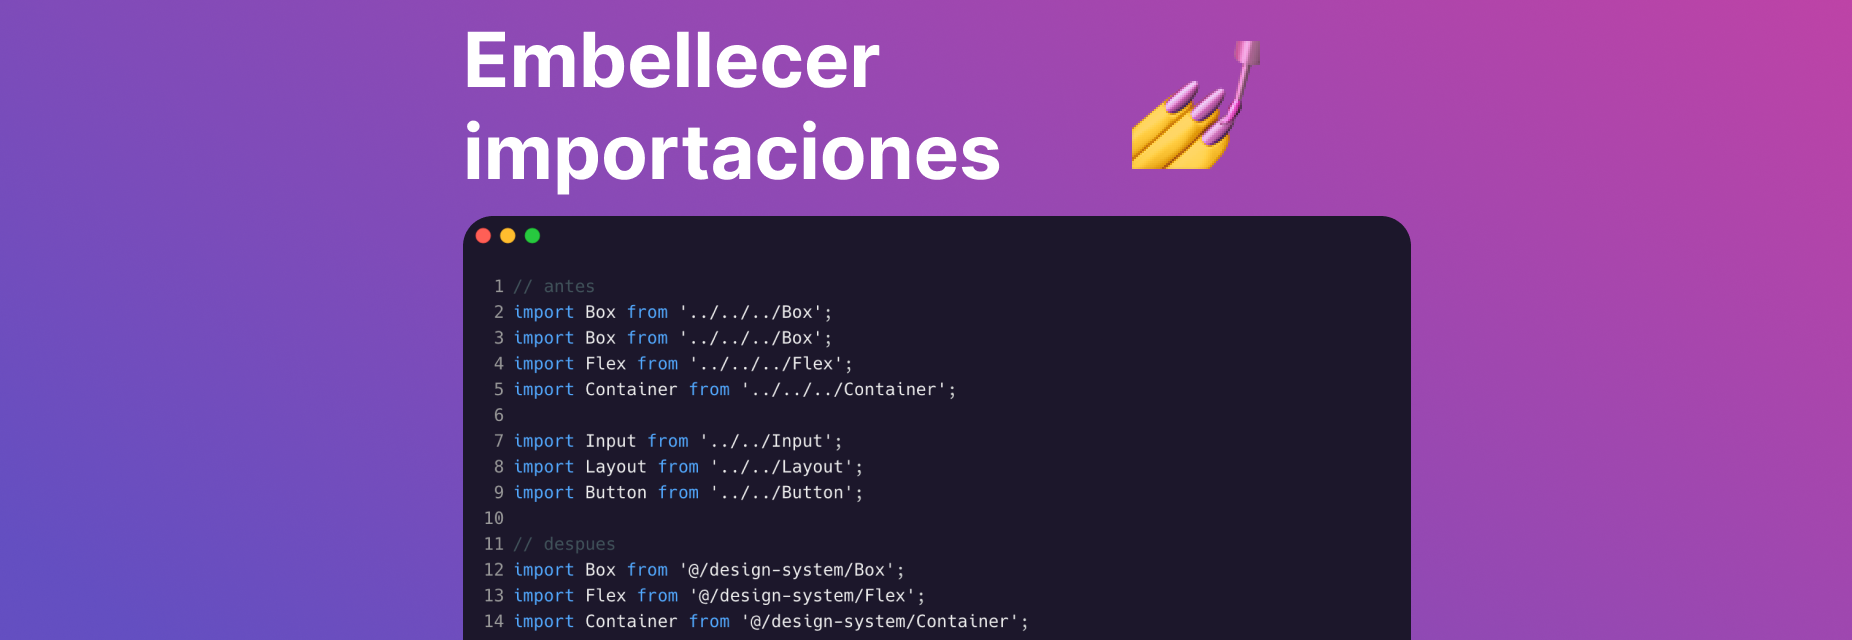 Embellecer
importaciones
1 // antes
2 import Box from '../../../Box';
3 import Box from '../../../Box';
4 import Flex from '../../../Flex';
5 import Container from '../../../Container';
6
7 import Input from '../../Input';
8 import Layout from '../../Layout';
9 import Button from '../../Button';
10
11 // despues
12 import Box from '@/design-system/Box';
13 import Flex from '@/design-system/Flex';
14 import Container from '@/design-system/Container';